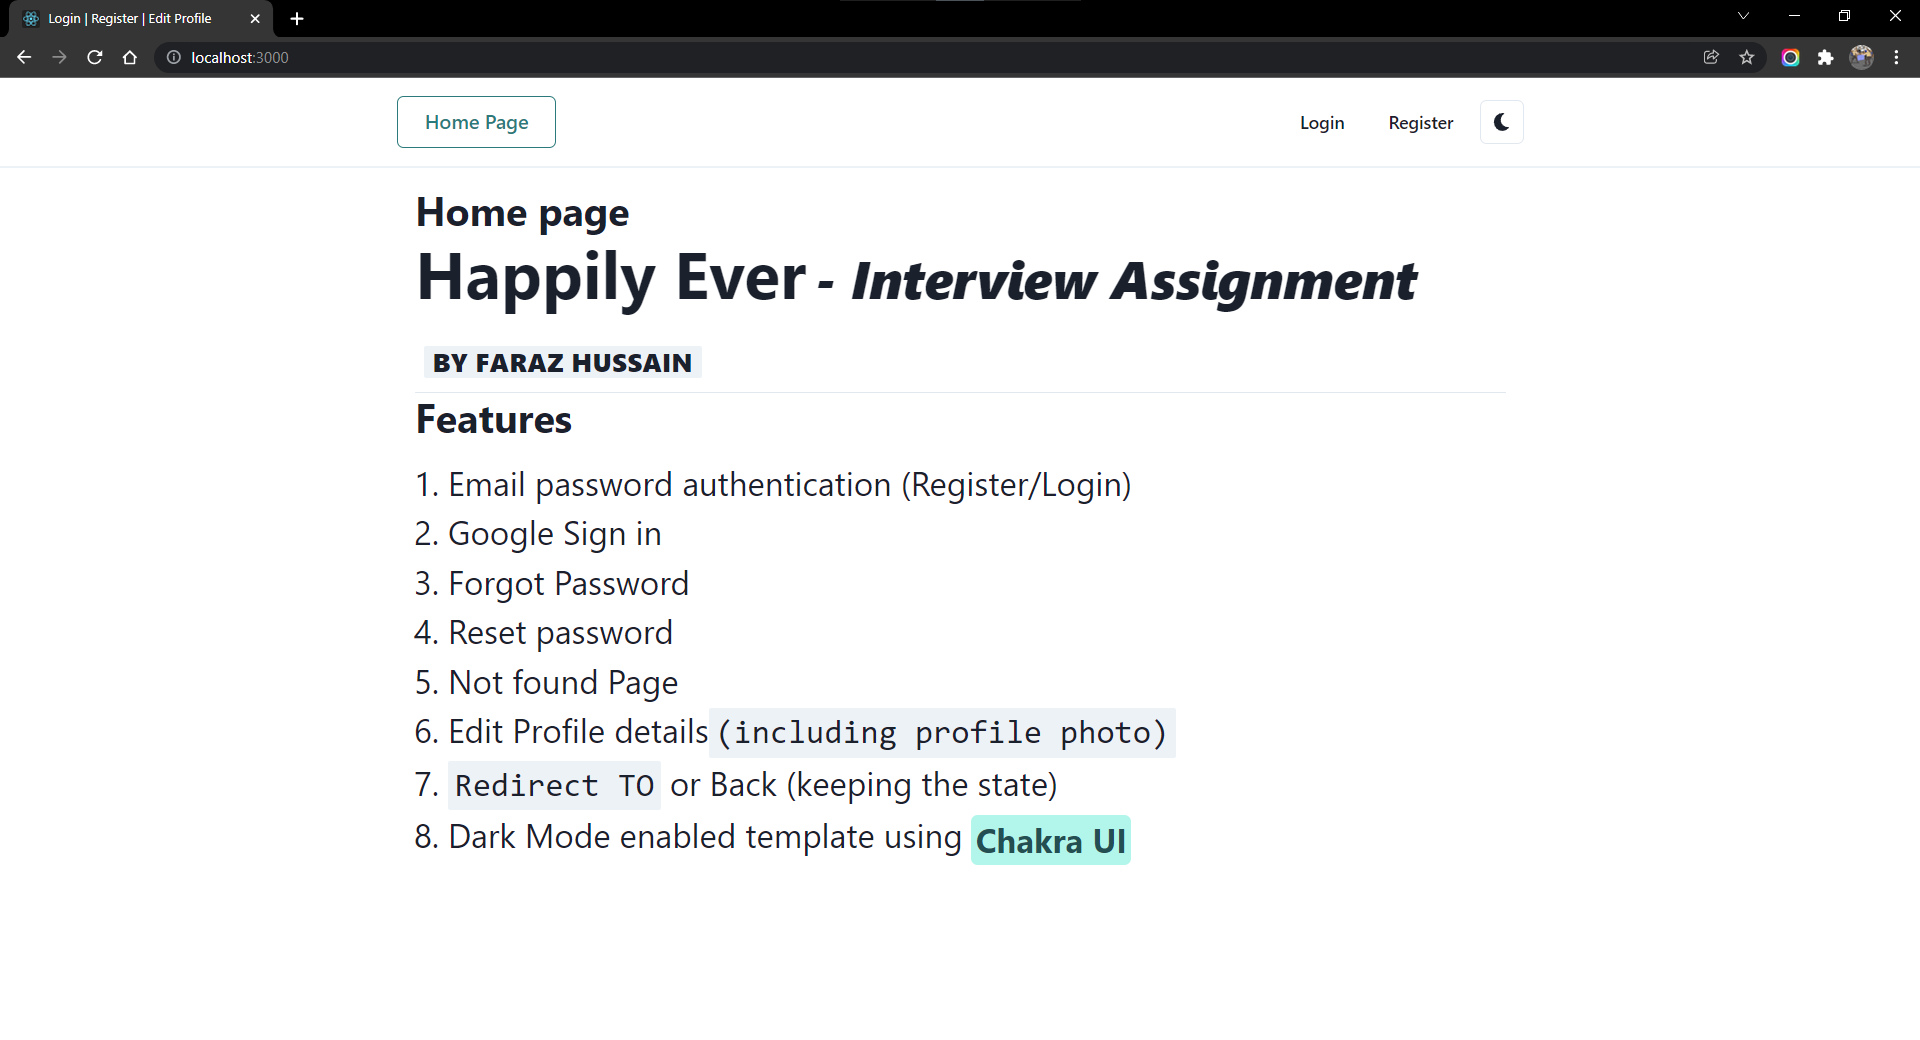 Login | Register | Edit Profile
localhost:3000
Home Page
Login
Register
Home page
Happily Ever - Interview Assignment
BY FARAZ HUSSAIN
Features
1. Email password authentication (Register/Login)
2. Google Sign in
3. Forgot Password
4. Reset password
5. Not found Page
6. Edit Profile details (including profile photo)
7. Redirect TO or Back (keeping the state)
8. Dark Mode enabled template using Chakra UI